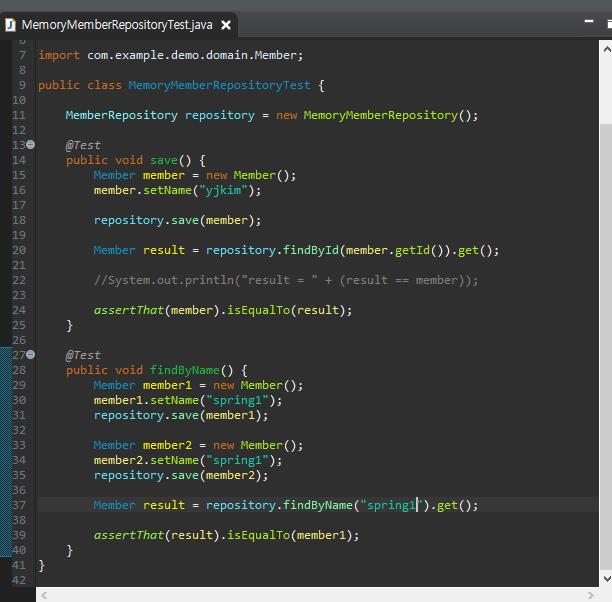 MemoryMemberRepositoryTest.java
6
7 import com.example.demo.domain.Member;
8
9 public class MemoryMemberRepositoryTest {
10
11 MemberRepository repository = new MemoryMemberRepository();
12
13 @Test
14 public void save() {
15 Member member = new Member();
16 member.setName("yjkim");
17
18 repository.save(member);
19
20 Member result = repository.findById(member.getId()).get();
21
22 //System.out.println("result = " + (result == member));
23
24 assertThat(member).isEqualTo(result);
25 }
26
27 @Test
28 public void findByName() {
29 Member member1 = new Member();
30 member1.setName("spring1");
31 repository.save(member1);
32
33 Member member2 = new Member();
34 member2.setName("spring1");
35 repository.save(member2);
36
37 Member result = repository.findByName("spring1").get();
38
39 assertThat(result).isEqualTo(member1);
40 }
41 }
42